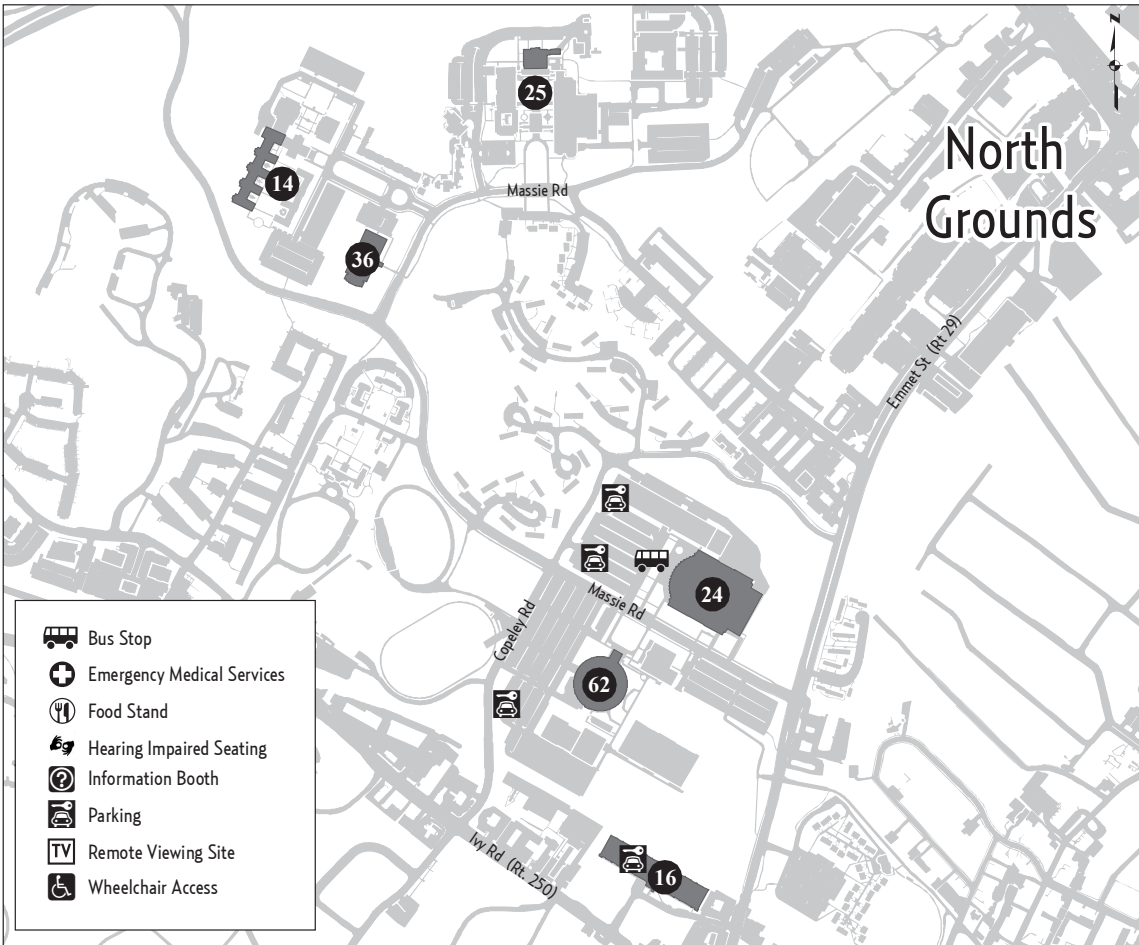 N
North
Grounds
25
14
Massie Rd
36
Emmet St (Rt 29)
24
Massie Rd
Copeley Rd
62
Ivy Rd (Rt. 250)
16
Bus Stop
Emergency Medical Services
Food Stand
Hearing Impaired Seating
? Information Booth
Parking
TV Remote Viewing Site
Wheelchair Access